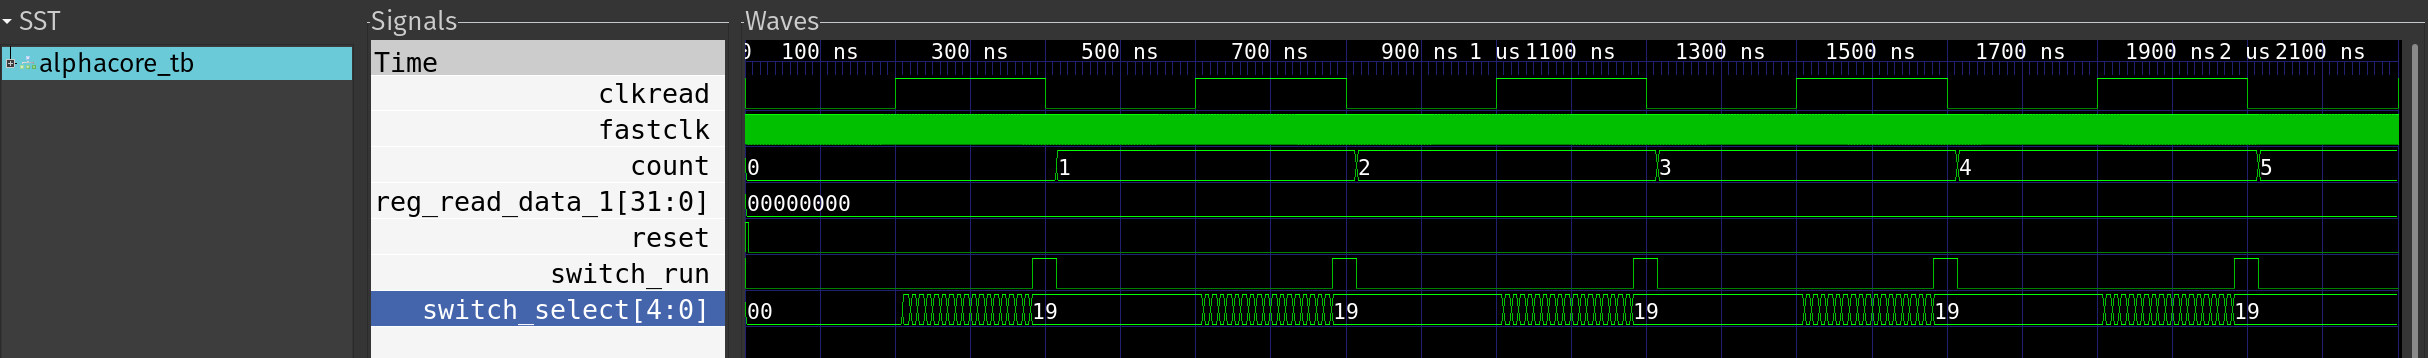 SST
Signals
Waves
alphacore_tb
Time
0 100 ns 300 ns 500 ns 700 ns 900 ns 1 us 1100 ns 1300 ns 1500 ns 1700 ns 1900 ns 2 us 2100 ns
clkread
fastclk
count 0 1 2 3 4 5
reg_read_data_1[31:0] 00000000
reset
switch_run
switch_select[4:0] 00 19 19 19 19 19